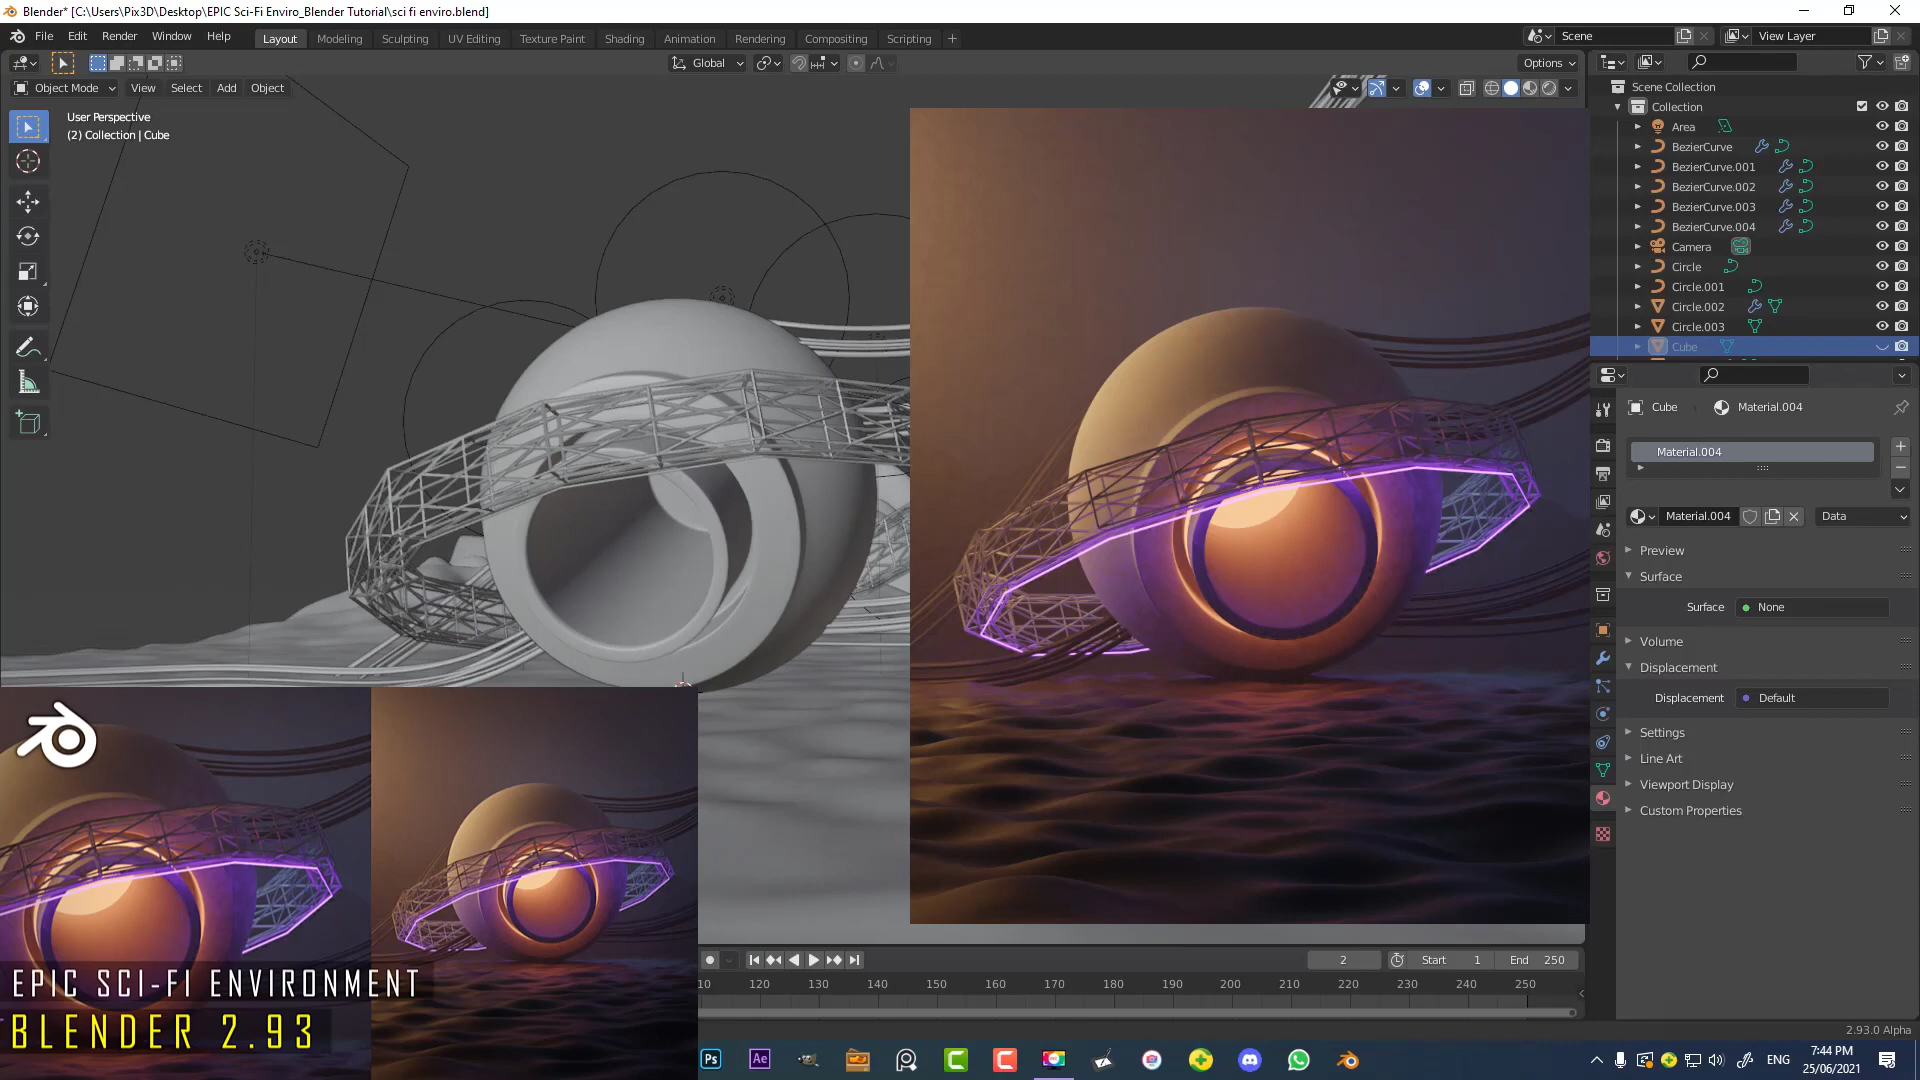 Blender* [C:\Users\Pix3D\Desktop\EPIC Sci-Fi Enviro_Blender Tutorial\sci fi enviro.blend]
File Edit Render Window Help
Layout Modeling Sculpting UV Editing Texture Paint Shading Animation Rendering Compositing Scripting +
Scene
View Layer
Global
Options
Object Mode View Select Add Object
User Perspective
(2) Collection | Cube
Scene Collection
Collection
Area
BezierCurve
BezierCurve.001
BezierCurve.002
BezierCurve.003
BezierCurve.004
Camera
Circle
Circle.001
Circle.002
Circle.003
Cube
Cube Material.004
Material.004
Material.004 Data
Preview
Surface
Surface None
Volume
Displacement
Displacement Default
Settings
Line Art
Viewport Display
Custom Properties
EPIC SCI-FI ENVIRONMENT
BLENDER 2.93
2 Start 1 End 250
10 120 130 140 150 160 170 180 190 200 210 220 230 240 250
2.93.0 Alpha
Ps Ae
ENG
7:44 PM
25/06/2021